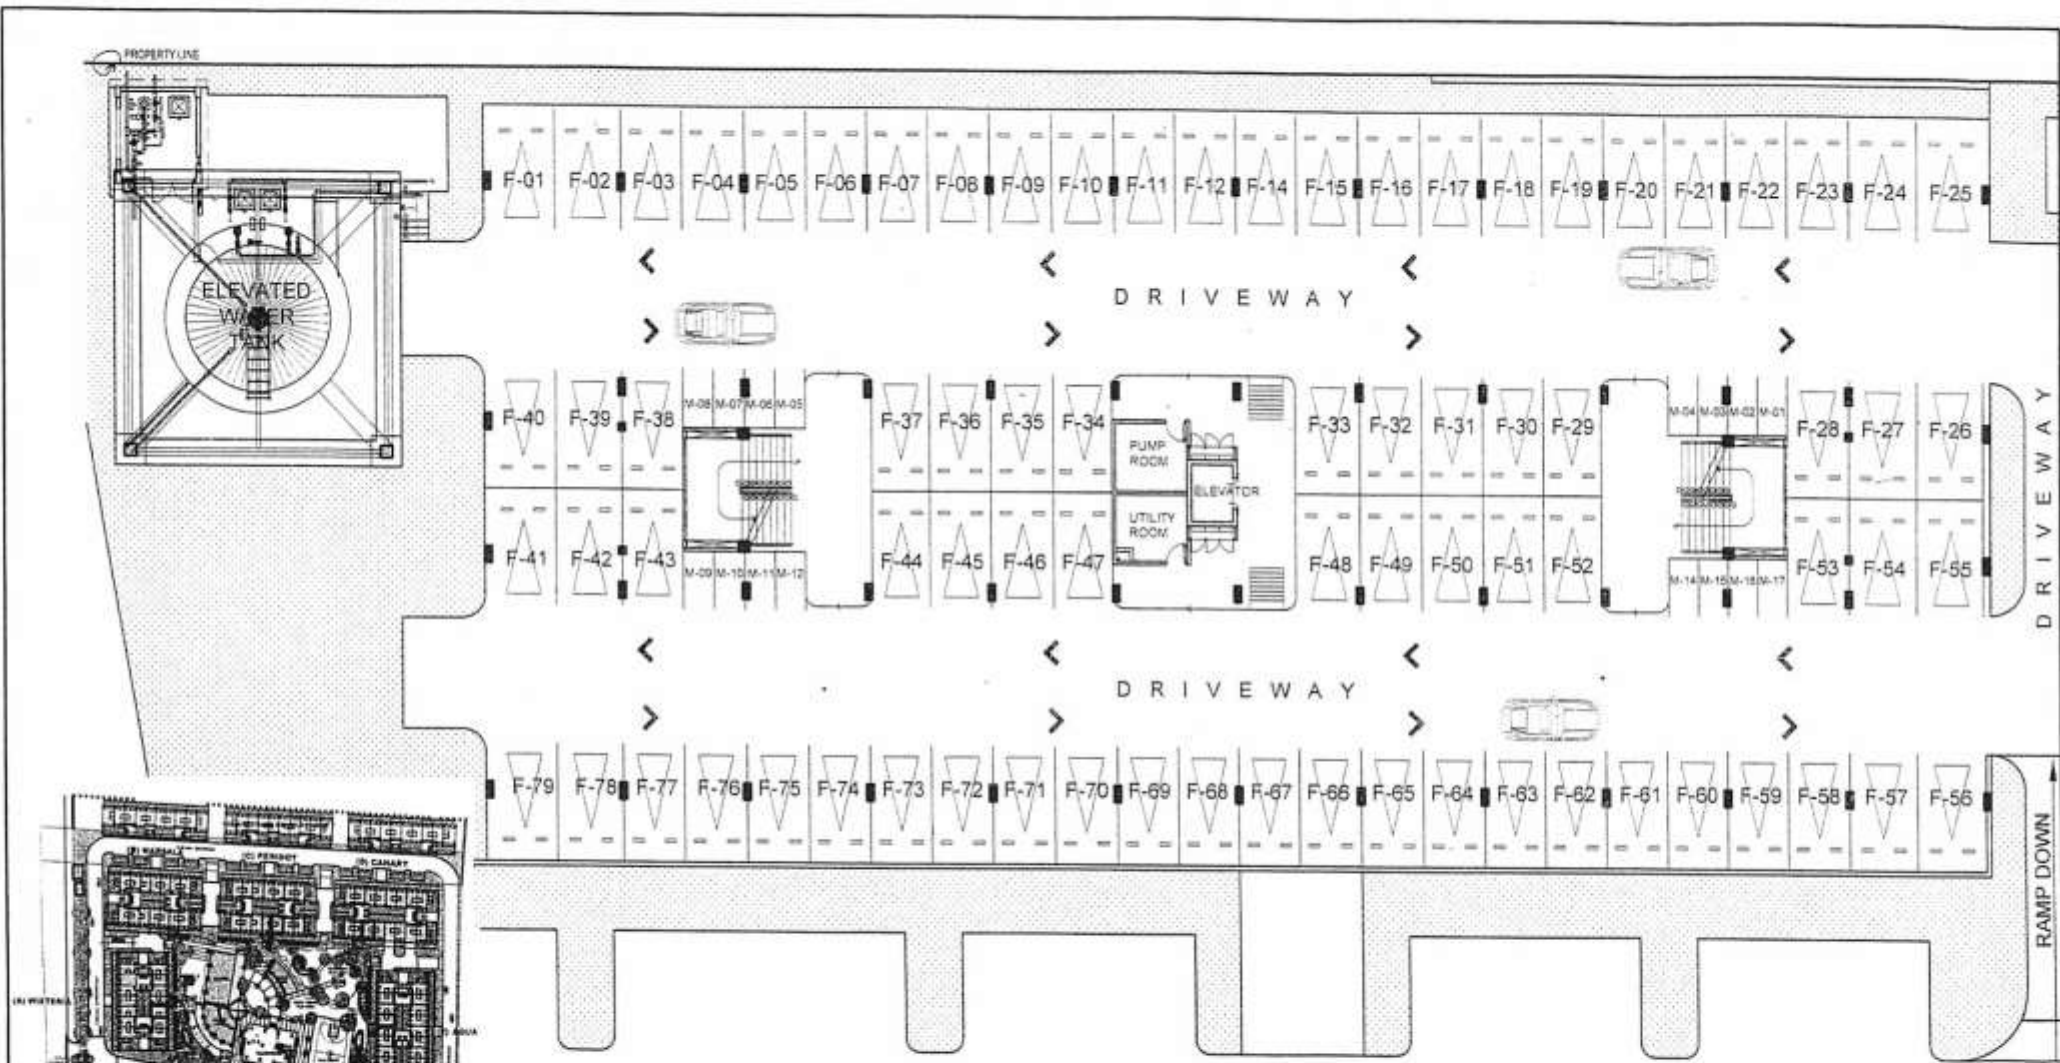 PROPERTY LINE
F-01 F-02 F-03 F-04 F-05 F-06 F-07 F-08 F-09 F-10 F-11 F-12 F-14 F-15 F-16 F-17 F-18 F-19 F-20 F-21 F-22 F-23 F-24 F-25
ELEVATED
WATER
TANK
DRIVEWAY
F-40 F-39 F-38 M-08 M-07 M-06 M-05 F-37 F-36 F-35 F-34 F-33 F-32 F-31 F-30 F-29 M-04 M-03 M-02 M-01 F-28 F-27 F-26
PUMP
ROOM
ELEVATOR
UTILITY
ROOM
DRIVEWAY
F-41 F-42 F-43 M-09 M-10 M-11 M-12 F-44 F-45 F-46 F-47 F-48 F-49 F-50 F-51 F-52 M-14 M-15 M-16 M-17 F-53 F-54 F-55
DRIVEWAY
F-79 F-78 F-77 F-76 F-75 F-74 F-73 F-72 F-71 F-70 F-69 F-68 F-67 F-66 F-65 F-64 F-63 F-62 F-61 F-60 F-59 F-58 F-57 F-56
RAMP DOWN
(B) MARSALA
(C) PERIDOT
(D) CANARY
(A) WISTERIA
AQUA